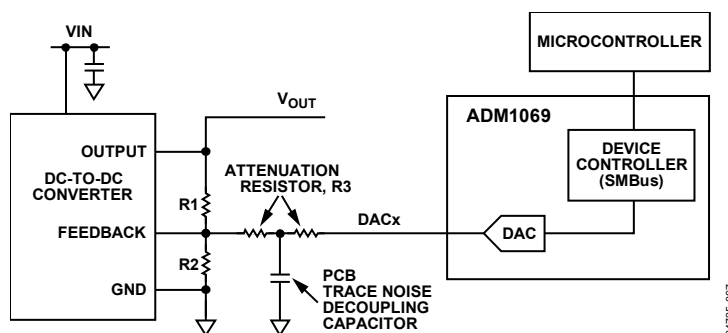 VIN
MICROCONTROLLER
VOUT
ADM1069
DEVICE
CONTROLLER
(SMBus)
OUTPUT
DC-TO-DC
CONVERTER
ATTENUATION
RESISTOR, R3
R1
DACx
DAC
FEEDBACK
R2
GND
PCB
TRACE NOISE
DECOUPLING
CAPACITOR